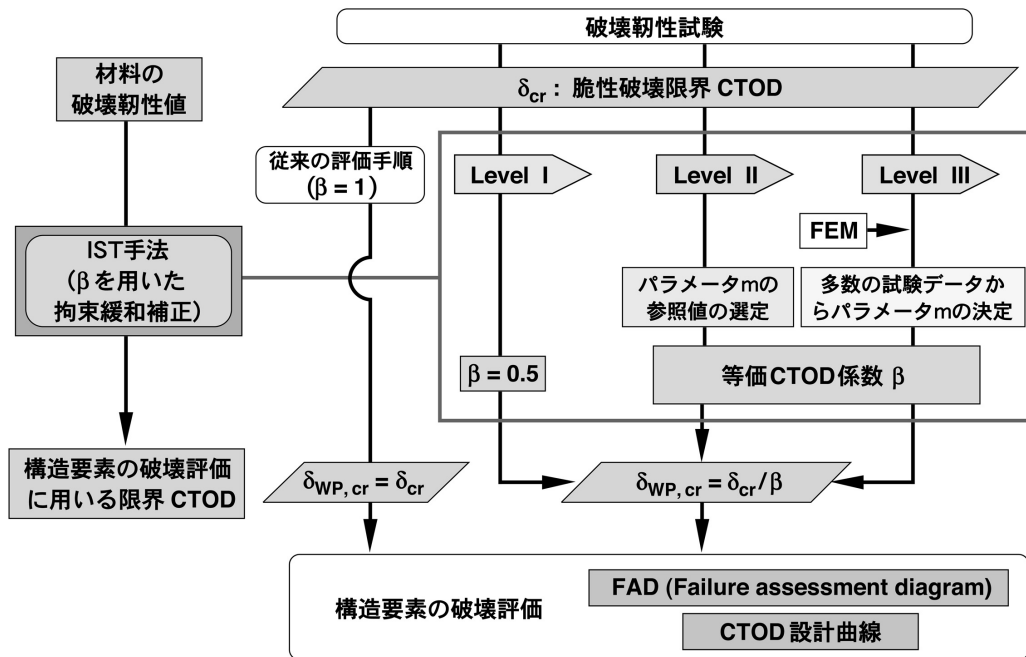 破壊靭性試験
材料の
破壊靭性値
δcr : 脆性破壊限界 CTOD
従来の評価手順
(β = 1)
Level I
Level II
Level III
FEM
IST手法
(βを用いた
拘束緩和補正)
パラメータmの
参照値の選定
多数の試験データか
らパラメータmの決定
β = 0.5
等価CTOD係数 β
構造要素の破壊評価
に用いる限界 CTOD
δWP, cr = δcr
δWP, cr = δcr/β
構造要素の破壊評価
FAD (Failure assessment diagram)
CTOD 設計曲線